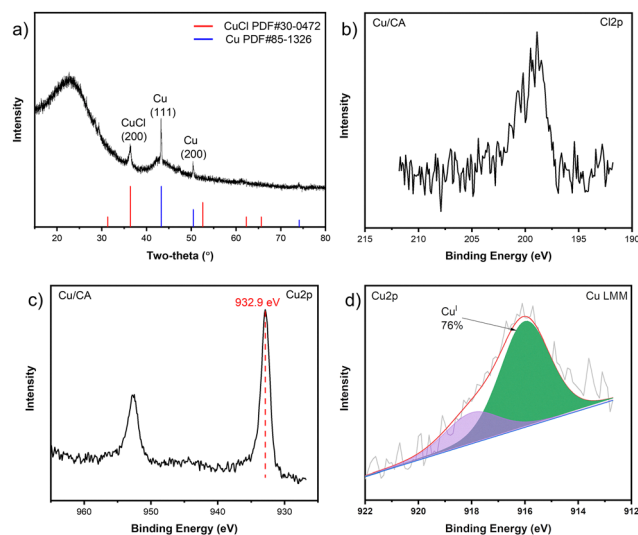 a)
CuCl PDF#30-0472
Cu PDF#85-1326
Cu
(111)
CuCl
(200)
Cu
(200)
Intensity
20 30 40 50 60 70 80
Two-theta (°)
b)
Cu/CA
Cl2p
Intensity
215 210 205 200 195 190
Binding Energy (eV)
c)
Cu/CA
Cu2p
932.9 eV
Intensity
960 950 940 930
Binding Energy (eV)
d)
Cu2p
Cu LMM
Cuᴵ
76%
Intensity
922 920 918 916 914 912
Binding Energy (eV)